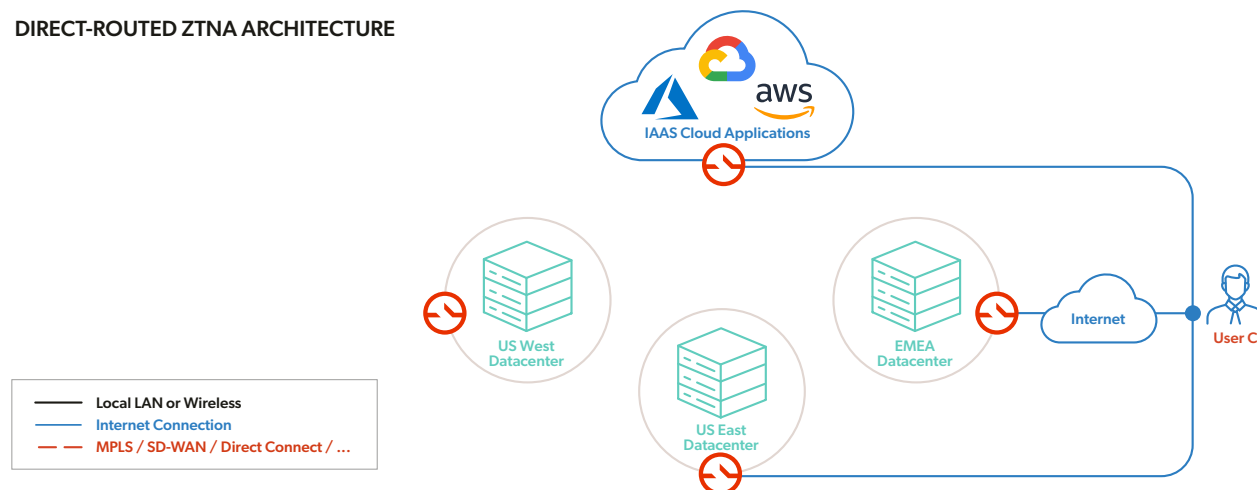 DIRECT-ROUTED ZTNA ARCHITECTURE
aws
IAAS Cloud Applications
US West
Datacenter
EMEA
Datacenter
Internet
User C
US East
Datacenter
Local LAN or Wireless
Internet Connection
MPLS / SD-WAN / Direct Connect / ...